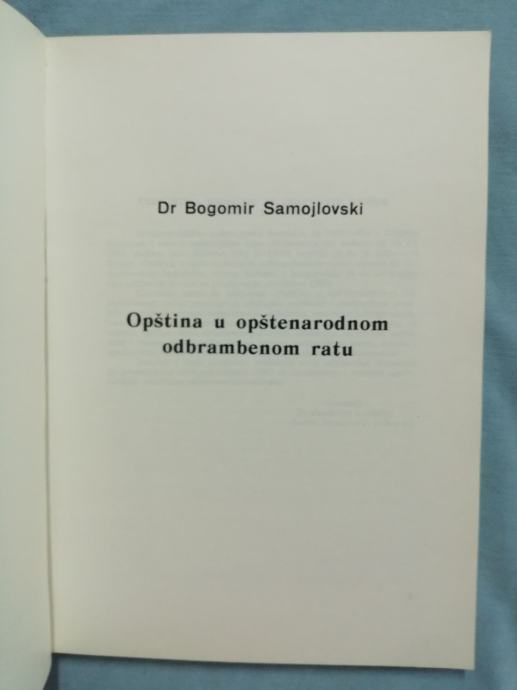 Dr Bogomir Samojlovski
Opština u opštenarodnom
odbrambenom ratu